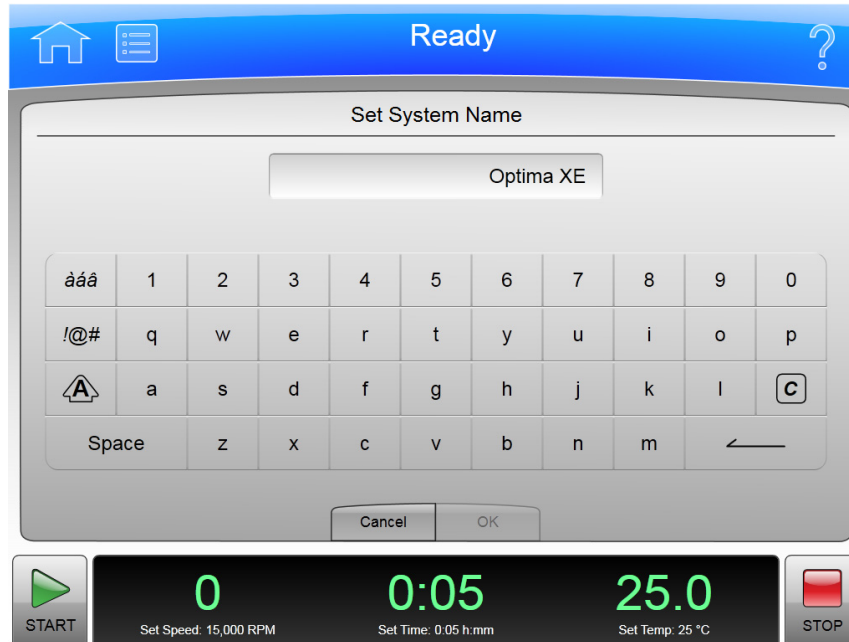 Ready
?
Set System Name
Optima XE
àáâ 1 2 3 4 5 6 7 8 9 0
!@# q w e r t y u i o p
A a s d f g h j k l C
Space z x c v b n m
Cancel OK
0 0:05 25.0
START Set Speed: 15,000 RPM Set Time: 0:05 h:mm Set Temp: 25 °C STOP